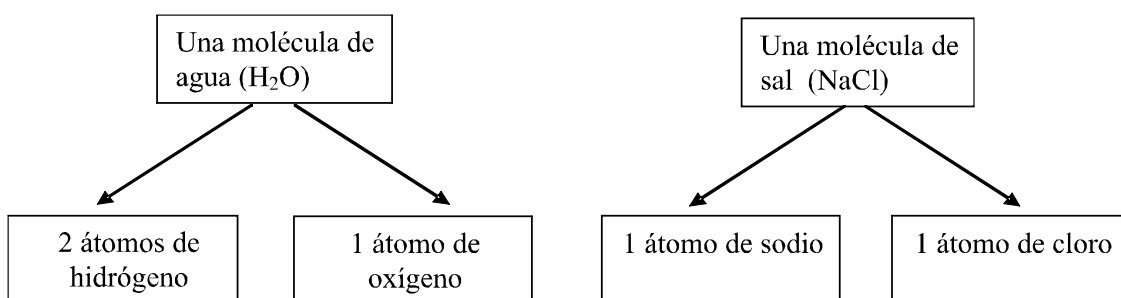 Una molécula de
agua (H₂O)
Una molécula de
sal (NaCl)
2 átomos de
hidrógeno
1 átomo de
oxígeno
1 átomo de sodio
1 átomo de cloro